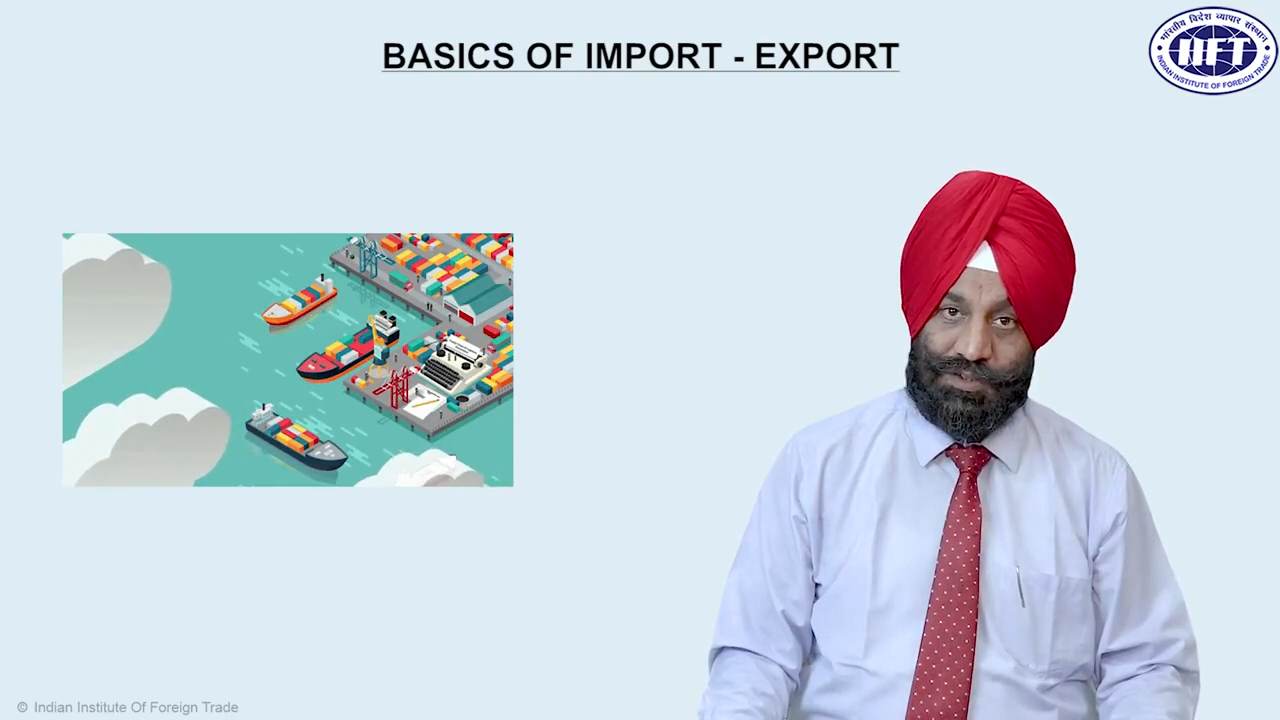 BASICS OF IMPORT - EXPORT
भारतीय विदेश व्यापार संस्थान
IIFT
INDIAN INSTITUTE OF FOREIGN TRADE
© Indian Institute Of Foreign Trade